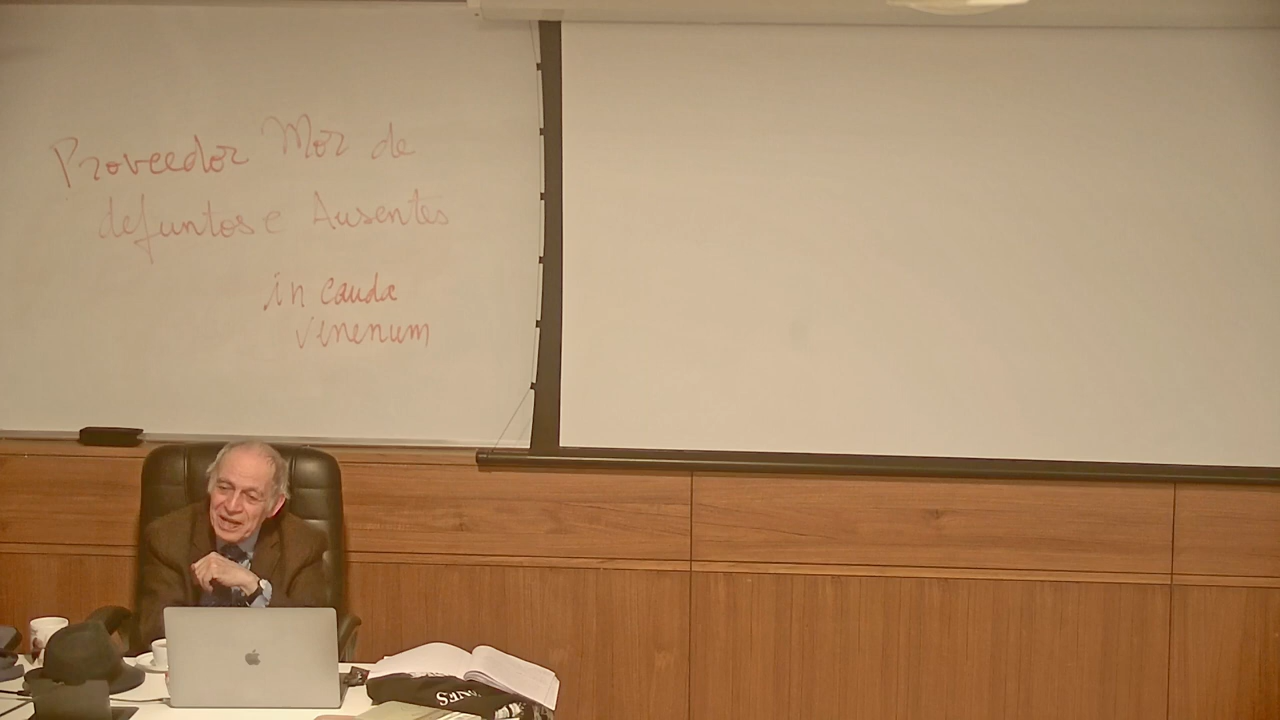 Proveedor Mor de
defuntos e Ausentes
in cauda
venenum